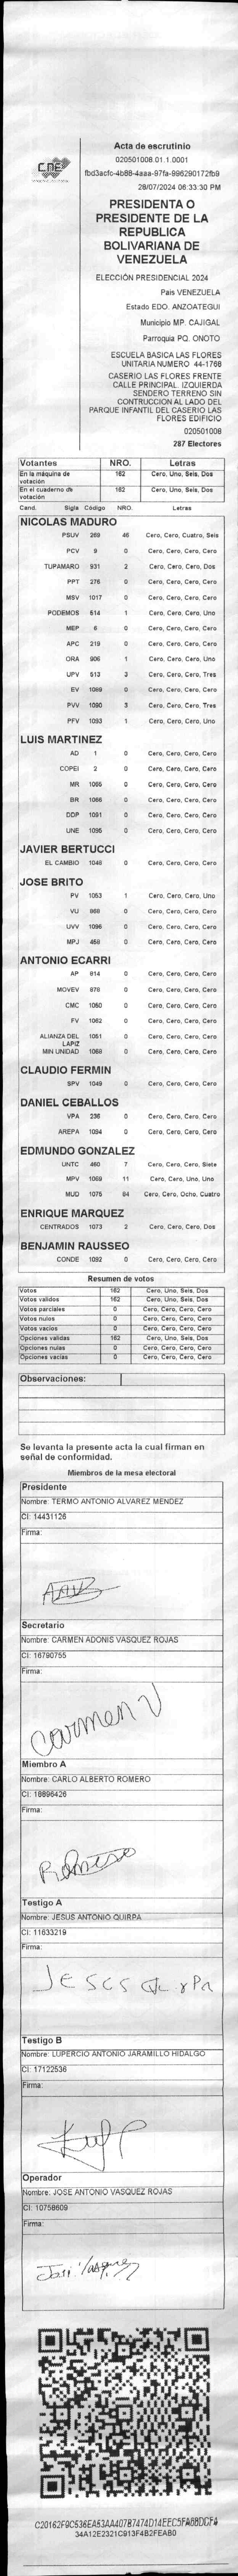 CNE
Acta de escrutinio
020501008.01.1.0001
fbd3acfc-4b88-4aaa-97fa-996290172fb9
28/07/2024 06:33:30 PM
PRESIDENTA O
PRESIDENTE DE LA
REPUBLICA
BOLIVARIANA DE
VENEZUELA
ELECCIÓN PRESIDENCIAL 2024
Pais VENEZUELA
Estado EDO. ANZOATEGUI
Municipio MP. CAJIGAL
Parroquia PQ. ONOTO
ESCUELA BASICA LAS FLORES
UNITARIA NUMERO 44-1766
CASERIO LAS FLORES FRENTE
CALLE PRINCIPAL. IZQUIERDA
SENDERO TERRENO SIN
CONTRUCCION AL LADO DEL
PARQUE INFANTIL DEL CASERIO LAS
FLORES EDIFICIO
020501008
287 Electores
Votantes NRO. Letras
En la máquina de votación 162 Cero, Uno, Seis, Dos
En el cuaderno de votación 162 Cero, Uno, Seis, Dos
Cand. Sigla Código NRO. Letras
NICOLAS MADURO
PSUV 269 46 Cero, Cero, Cuatro, Seis
PCV 9 0 Cero, Cero, Cero, Cero
TUPAMARO 931 2 Cero, Cero, Cero, Dos
PPT 276 0 Cero, Cero, Cero, Cero
MSV 1017 0 Cero, Cero, Cero, Cero
PODEMOS 514 1 Cero, Cero, Cero, Uno
MEP 6 0 Cero, Cero, Cero, Cero
APC 219 0 Cero, Cero, Cero, Cero
ORA 906 1 Cero, Cero, Cero, Uno
UPV 513 3 Cero, Cero, Cero, Tres
EV 1089 0 Cero, Cero, Cero, Cero
PVV 1090 3 Cero, Cero, Cero, Tres
PFV 1093 1 Cero, Cero, Cero, Uno
LUIS MARTINEZ
AD 1 0 Cero, Cero, Cero, Cero
COPEI 2 0 Cero, Cero, Cero, Cero
MR 1065 0 Cero, Cero, Cero, Cero
BR 1066 0 Cero, Cero, Cero, Cero
DDP 1091 0 Cero, Cero, Cero, Cero
UNE 1095 0 Cero, Cero, Cero, Cero
JAVIER BERTUCCI
EL CAMBIO 1048 0 Cero, Cero, Cero, Cero
JOSE BRITO
PV 1053 1 Cero, Cero, Cero, Uno
VU 868 0 Cero, Cero, Cero, Cero
UVV 1096 0 Cero, Cero, Cero, Cero
MPJ 458 0 Cero, Cero, Cero, Cero
ANTONIO ECARRI
AP 914 0 Cero, Cero, Cero, Cero
MOVEV 878 0 Cero, Cero, Cero, Cero
CMC 1050 0 Cero, Cero, Cero, Cero
FV 1062 0 Cero, Cero, Cero, Cero
ALIANZA DEL LAPIZ 1051 0 Cero, Cero, Cero, Cero
MIN UNIDAD 1068 0 Cero, Cero, Cero, Cero
CLAUDIO FERMIN
SPV 1049 0 Cero, Cero, Cero, Cero
DANIEL CEBALLOS
VPA 236 0 Cero, Cero, Cero, Cero
AREPA 1094 0 Cero, Cero, Cero, Cero
EDMUNDO GONZALEZ
UNTC 460 7 Cero, Cero, Cero, Siete
MPV 1069 11 Cero, Cero, Uno, Uno
MUD 1075 84 Cero, Cero, Ocho, Cuatro
ENRIQUE MARQUEZ
CENTRADOS 1073 2 Cero, Cero, Cero, Dos
BENJAMIN RAUSSEO
CONDE 1092 0 Cero, Cero, Cero, Cero
Resumen de votos
Votos 162 Cero, Uno, Seis, Dos
Votos validos 162 Cero, Uno, Seis, Dos
Votos parciales 0 Cero, Cero, Cero, Cero
Votos nulos 0 Cero, Cero, Cero, Cero
Votos vacios 0 Cero, Cero, Cero, Cero
Opciones validas 162 Cero, Uno, Seis, Dos
Opciones nulas 0 Cero, Cero, Cero, Cero
Opciones vacias 0 Cero, Cero, Cero, Cero
Observaciones:
Se levanta la presente acta la cual firman en
señal de conformidad.
Miembros de la mesa electoral
Presidente
Nombre: TERMO ANTONIO ALVAREZ MENDEZ
CI: 14431126
Firma:
Secretario
Nombre: CARMEN ADONIS VASQUEZ ROJAS
CI: 16790755
Firma:
Carmen V
Miembro A
Nombre: CARLO ALBERTO ROMERO
CI: 18896426
Firma:
Romero
Testigo A
Nombre: JESUS ANTONIO QUIRPA
CI: 11633219
Firma:
Testigo B
Nombre: LUPERCIO ANTONIO JARAMILLO HIDALGO
CI: 17122536
Firma:
Operador
Nombre: JOSE ANTONIO VASQUEZ ROJAS
CI: 10758609
Firma:
José Vasquez
C20162F9C536EA53AA407B7474D14EEC5FA6BDCF4
34A12E2321C913F4B2FEAB0